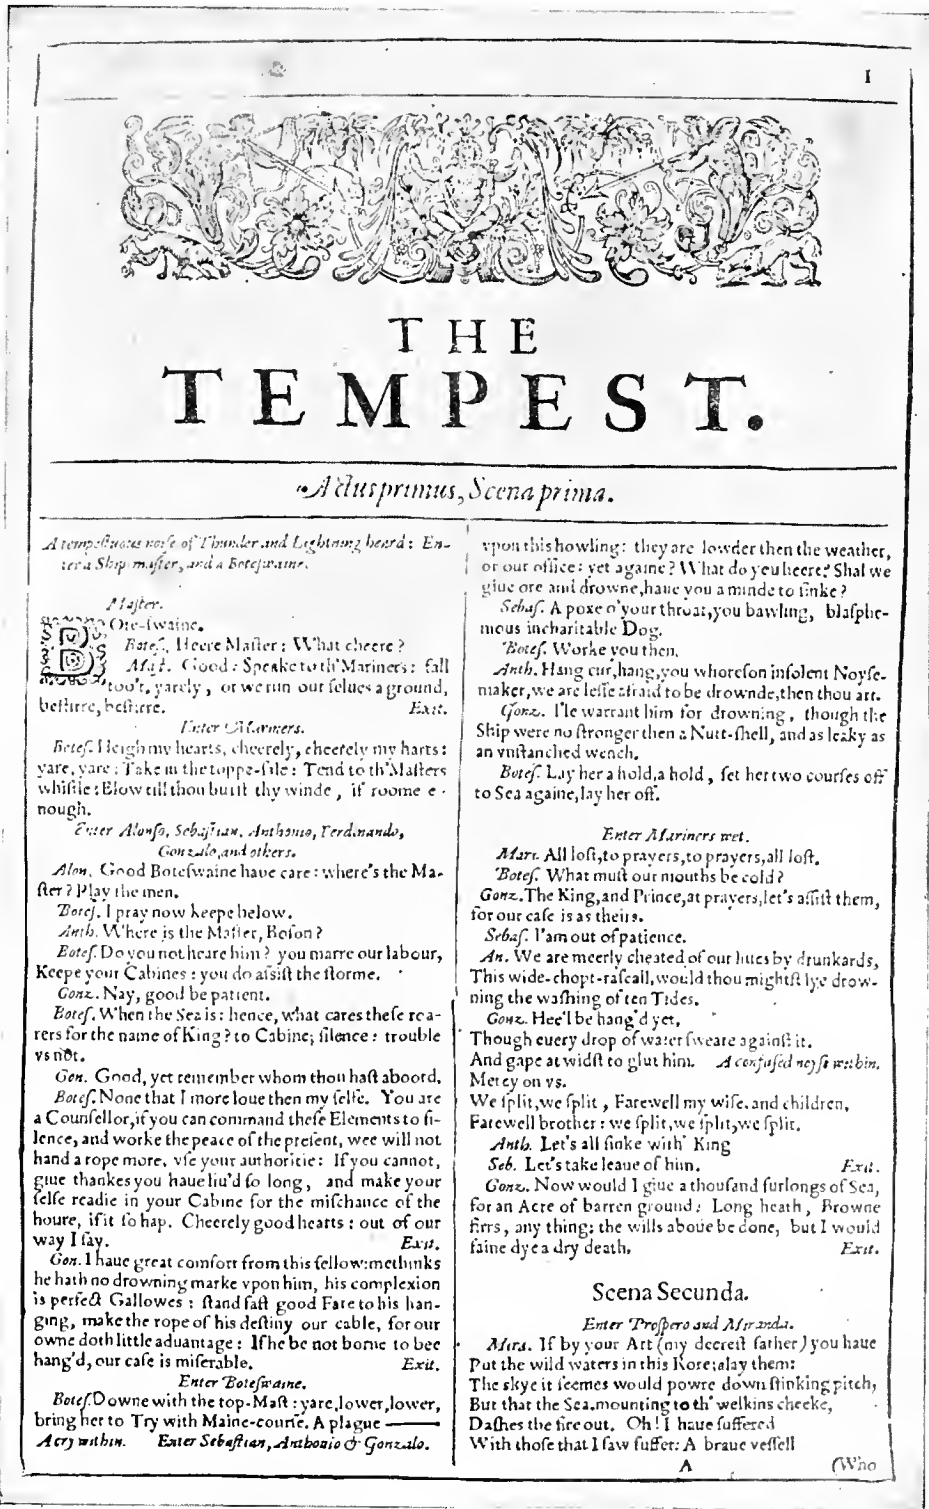 1
THE
TEMPEST.
Actus primus, Scena prima.
A tempestuous noise of Thunder and Lightning heard: En-
ter a Ship-master, and a Boteswaine.
Master.
BOte-swaine.
Botes. Heere Master: What cheere?
Mast. Good: Speake to th'Mariners: fall
too't, yarely, or we run our selues a ground,
bestirre, bestirre. Exit.
Enter Mariners.
Botes. Heigh my hearts, cheerely, cheerely my harts:
yare, yare: Take in the toppe-sale: Tend to th'Masters
whistle: Blow till thou burst thy winde, if roome e-
nough.
Enter Alonso, Sebastian, Anthonio, Ferdinando,
Gonzalo, and others.
Alon. Good Boteswaine haue care: where's the Ma-
ster? Play the men.
Botes. I pray now keepe below.
Anth. Where is the Master, Boson?
Botes. Do you not heare him? you marre our labour,
Keepe your Cabines: you do assist the storme.
Gonz. Nay, good be patient.
Botes. When the Sea is: hence, what cares these roa-
rers for the name of King? to Cabine; silence: trouble
vs not.
Gon. Good, yet remember whom thou hast aboord.
Botes. None that I more loue then my selfe. You are
a Counsellor, if you can command these Elements to si-
lence, and worke the peace of the present, wee will not
hand a rope more, vse your authoritie: If you cannot,
giue thankes you haue liu'd so long, and make your
selfe readie in your Cabine for the mischance of the
houre, if it so hap. Cheerely good hearts: out of our
way I say. Exit.
Gon. I haue great comfort from this fellow: methinks
he hath no drowning marke vpon him, his complexion
is perfect Gallowes: stand fast good Fate to his han-
ging, make the rope of his destiny our cable, for our
owne doth little aduantage: If he be not borne to bee
hang'd, our case is miserable. Exit.
Enter Boteswaine.
Botes. Downe with the top-Mast: yare, lower, lower,
bring her to Try with Maine-course. A plague ———
A cry within. Enter Sebastian, Anthonio & Gonzalo.
vpon this howling: they are lowder then the weather,
or our office: yet againe? What do you heere? Shal we
giue ore and drowne, haue you a minde to sinke?
Sebas. A poxe o'your throat, you bawling, blasphe-
mous incharitable Dog.
Botes. Worke you then.
Anth. Hang cur, hang, you whoreson insolent Noyse-
maker, we are lesse afraid to be drownde, then thou art.
Gonz. I'le warrant him for drowning, though the
Ship were no stronger then a Nutt-shell, and as leaky as
an vnstanched wench.
Botes. Lay her a hold, a hold, set her two courses off
to Sea againe, lay her off.
Enter Mariners wet.
Mari. All lost, to prayers, to prayers, all lost.
Botes. What must our mouths be cold?
Gonz. The King, and Prince, at prayers, let's assist them,
for our case is as theirs.
Sebas. I'am out of patience.
An. We are meerly cheated of our liues by drunkards,
This wide-chopt-rascall, would thou mightst lye drow-
ning the washing of ten Tides.
Gonz. Hee'l be hang'd yet,
Though euery drop of water sweare against it.
And gape at widst to glut him. A confused noyse within.
Mercy on vs.
We split, we split, Farewell my wife, and children,
Farewell brother: we split, we split, we split.
Anth. Let's all sinke with' King
Seb. Let's take leaue of him. Exit.
Gonz. Now would I giue a thousand furlongs of Sea,
for an Acre of barren ground: Long heath, Browne
firrs, any thing; the wills aboue be done, but I would
faine dye a dry death. Exit.
Scena Secunda.
Enter Prospero and Miranda.
Mira. If by your Art (my deerest father) you haue
Put the wild waters in this Rore; alay them:
The skye it seemes would powre down stinking pitch,
But that the Sea, mounting to th' welkins cheeke,
Dashes the fire out. Oh! I haue suffered
With those that I saw suffer: A braue vessell
A (Who